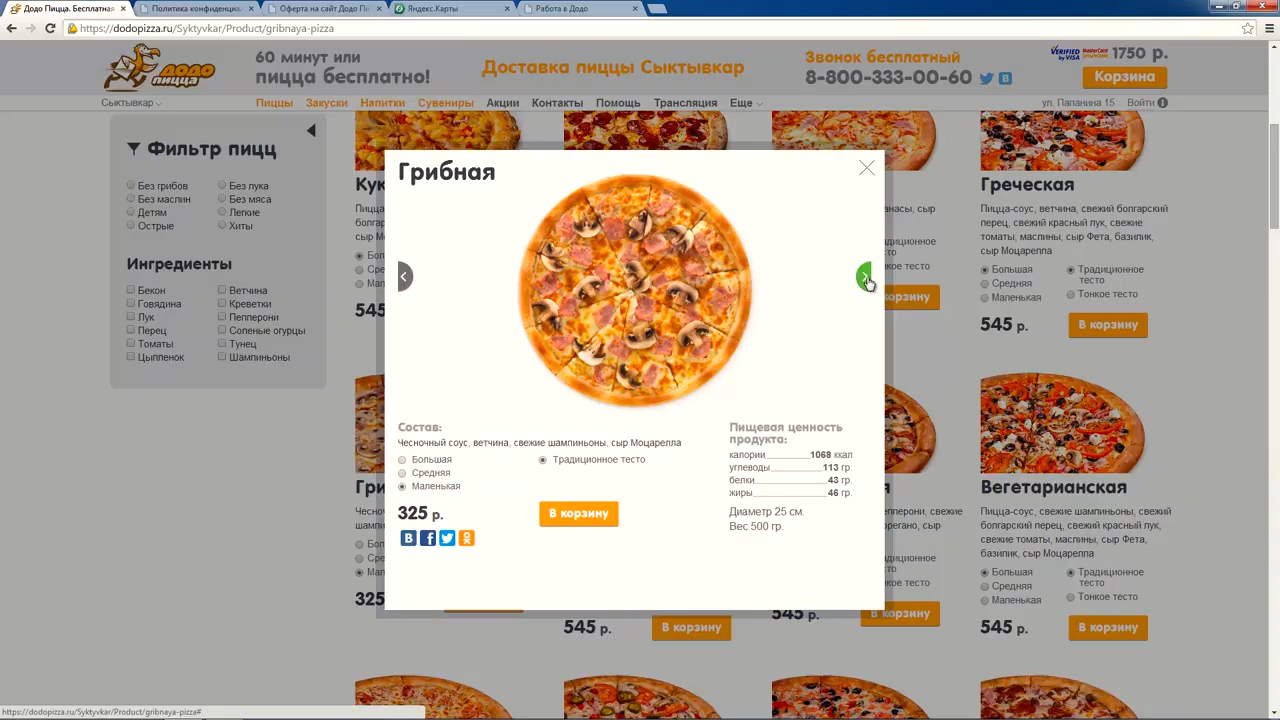 Додо Пицца. Бесплатная
Политика конфиденциал
Оферта на сайт Додо Пи
Яндекс.Карты
Работа в Додо
https://dodopizza.ru/Syktyvkar/Product/gribnaya-pizza
додо пицца
60 минут или
пицца бесплатно!
Доставка пиццы Сыктывкар
Звонок бесплатный
8-800-333-00-60
VERIFIED by VISA
MasterCard
1750 р.
Корзина
Сыктывкар
Пиццы Закуски Напитки Сувениры Акции Контакты Помощь Трансляция Еще
ул. Папанина 15 Войти
Фильтр пицц
Без грибов Без лука
Без маслин Без мяса
Детям Легкие
Острые Хиты
Ингредиенты
Бекон Ветчина
Говядина Креветки
Лук Пепперони
Перец Соленые огурцы
Томаты Тунец
Цыпленок Шампиньоны
Грибная
Состав:
Чесночный соус, ветчина, свежие шампиньоны, сыр Моцарелла
Большая Традиционное тесто
Средняя
Маленькая
325 р.
В корзину
Пищевая ценность
продукта:
калории 1068 ккал
углеводы 113 гр.
белки 43 гр.
жиры 46 гр.
Диаметр 25 см.
Вес 500 гр.
Греческая
Пицца-соус, ветчина, свежий болгарский
перец, свежий красный лук, свежие
томаты, маслины, сыр Фета, базилик,
сыр Моцарелла
Большая Традиционное
Средняя тесто
Маленькая Тонкое тесто
545 р.
В корзину
Вегетарианская
Пицца-соус, свежие шампиньоны, свежий
болгарский перец, свежий красный лук,
свежие томаты, маслины, сыр Фета,
базилик, сыр Моцарелла
Большая Традиционное
Средняя тесто
Маленькая Тонкое тесто
545 р.
В корзину
545 р.
В корзину
545 р.
В корзину
https://dodopizza.ru/Syktyvkar/Product/gribnaya-pizza#